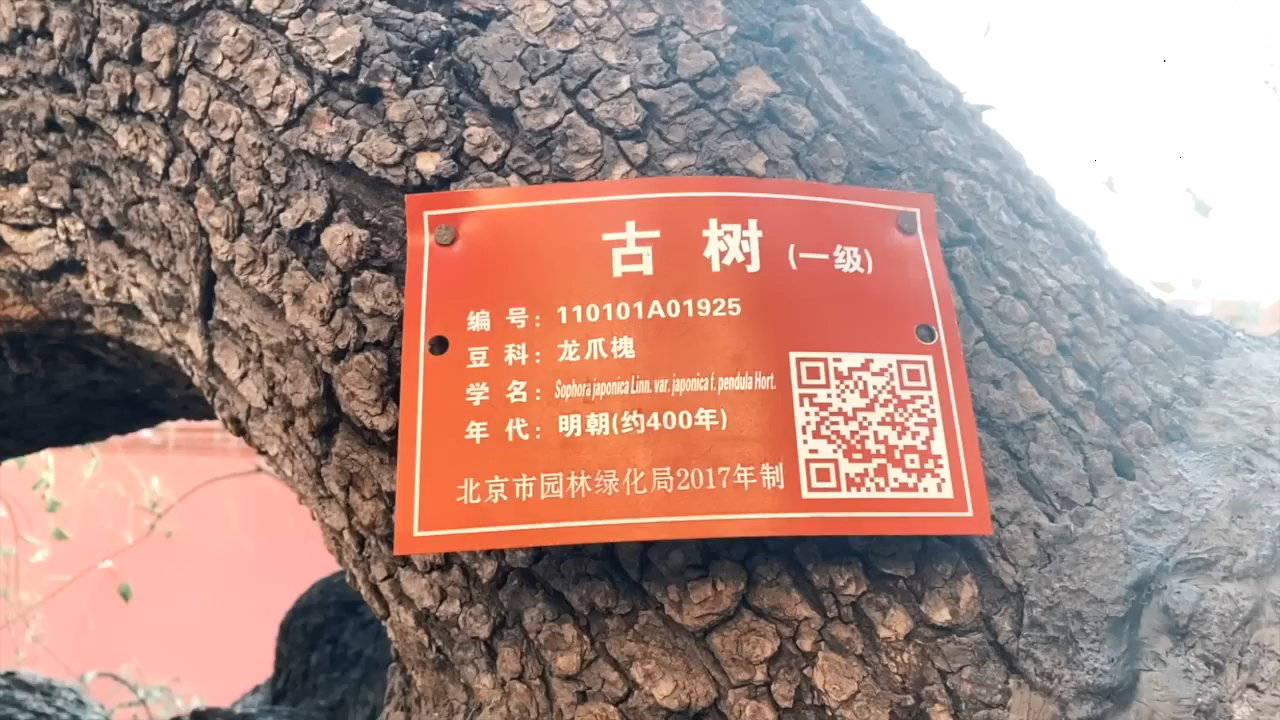 古树 (一级)
编号: 110101A01925
豆科: 龙爪槐
学名: Sophora japonica Linn. var. japonica f. pendula Hort.
年代: 明朝(约400年)
北京市园林绿化局2017年制